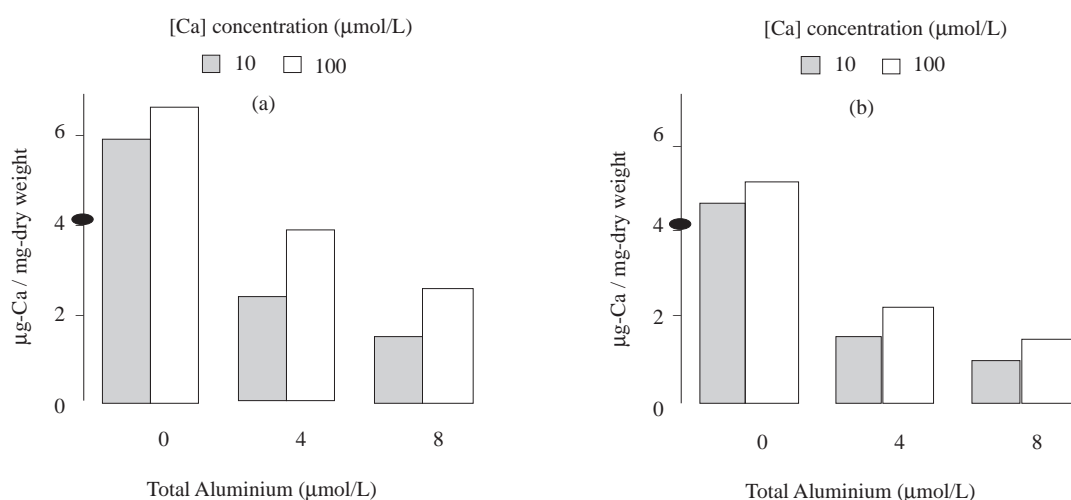 [Ca] concentration (µmol/L)
10 100
(a)
µg-Ca / mg-dry weight
6
4
2
0
0 4 8
Total Aluminium (µmol/L)
[Ca] concentration (µmol/L)
10 100
(b)
µg-Ca / mg-dry weight
6
4
2
0
0 4 8
Total Aluminium (µmol/L)